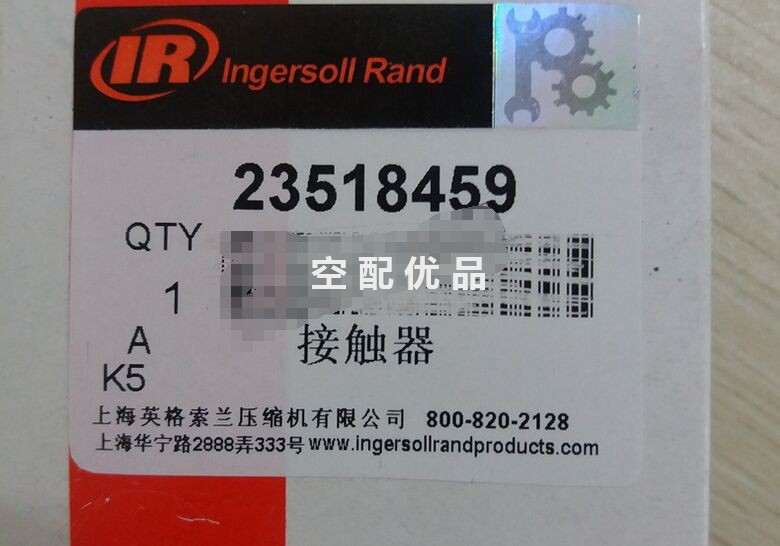 IR Ingersoll Rand
23518459
QTY
空配优品
1
A
接触器
K5
上海英格索兰压缩机有限公司 800-820-2128
上海华宁路2888弄333号 www.ingersollrandproducts.com